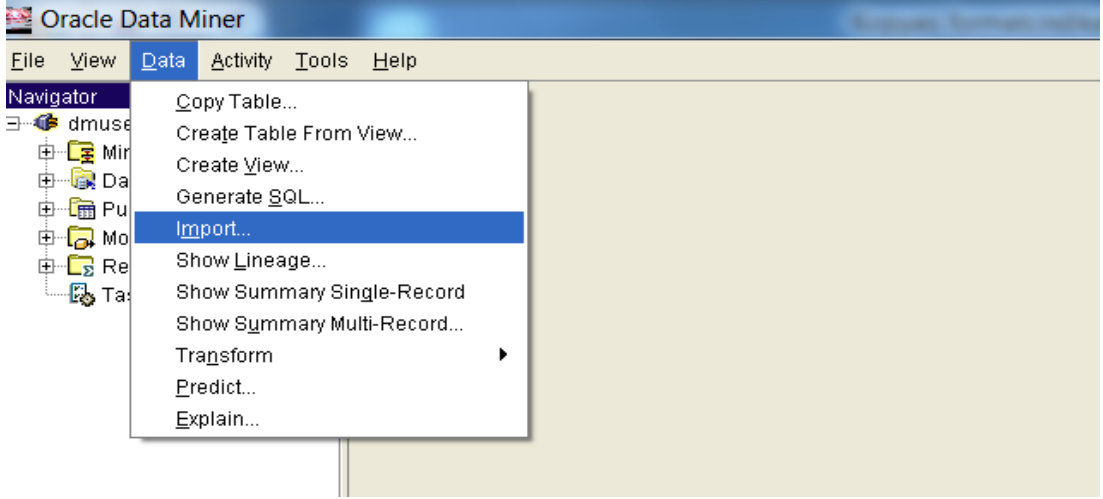 Oracle Data Miner
File View Data Activity Tools Help
Navigator
dmuse
Mir
Da
Pu
Mo
Re
Ta
Copy Table...
Create Table From View...
Create View...
Generate SQL...
Import...
Show Lineage...
Show Summary Single-Record
Show Summary Multi-Record...
Transform
Predict...
Explain...